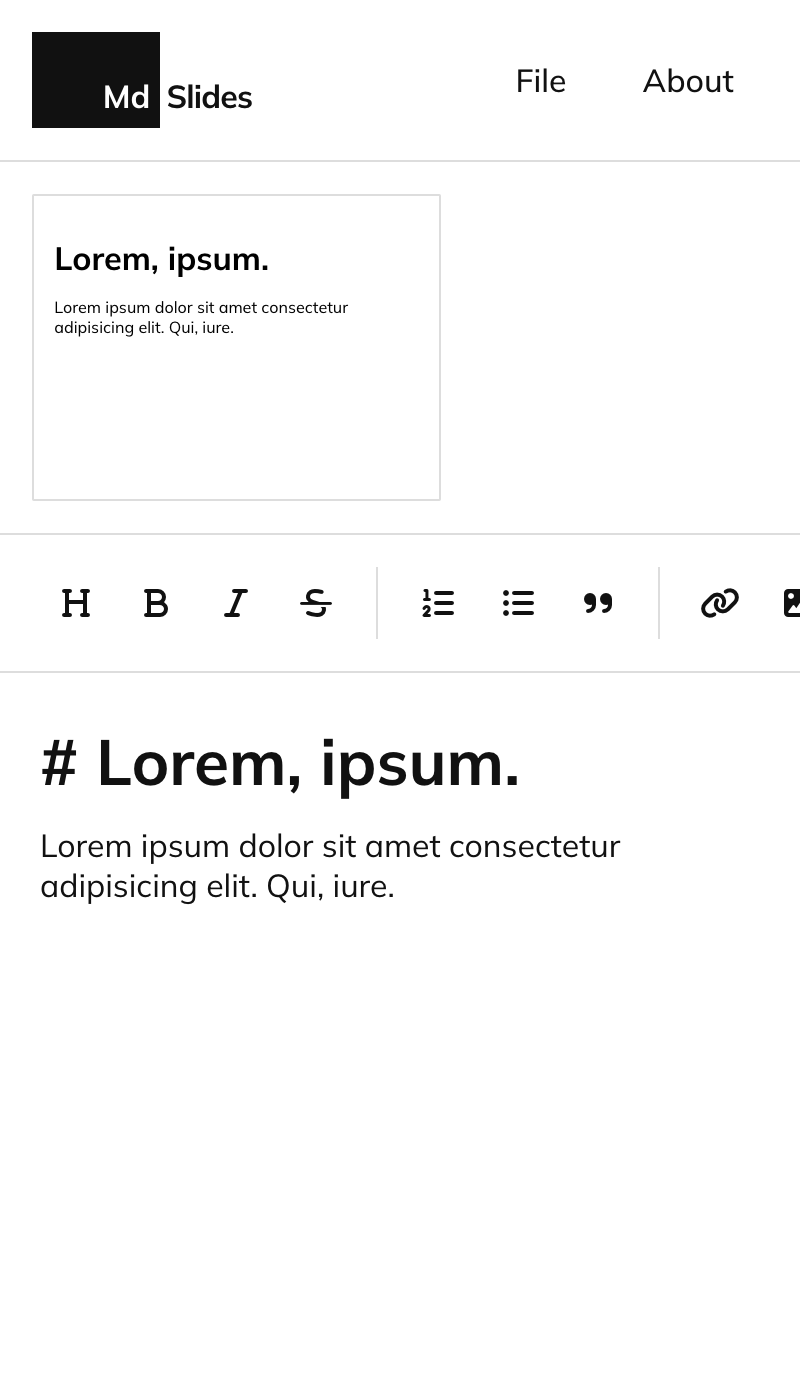 Md Slides
File About
Lorem, ipsum.
Lorem ipsum dolor sit amet consectetur
adipisicing elit. Qui, iure.
H B I S
# Lorem, ipsum.
Lorem ipsum dolor sit amet consectetur
adipisicing elit. Qui, iure.